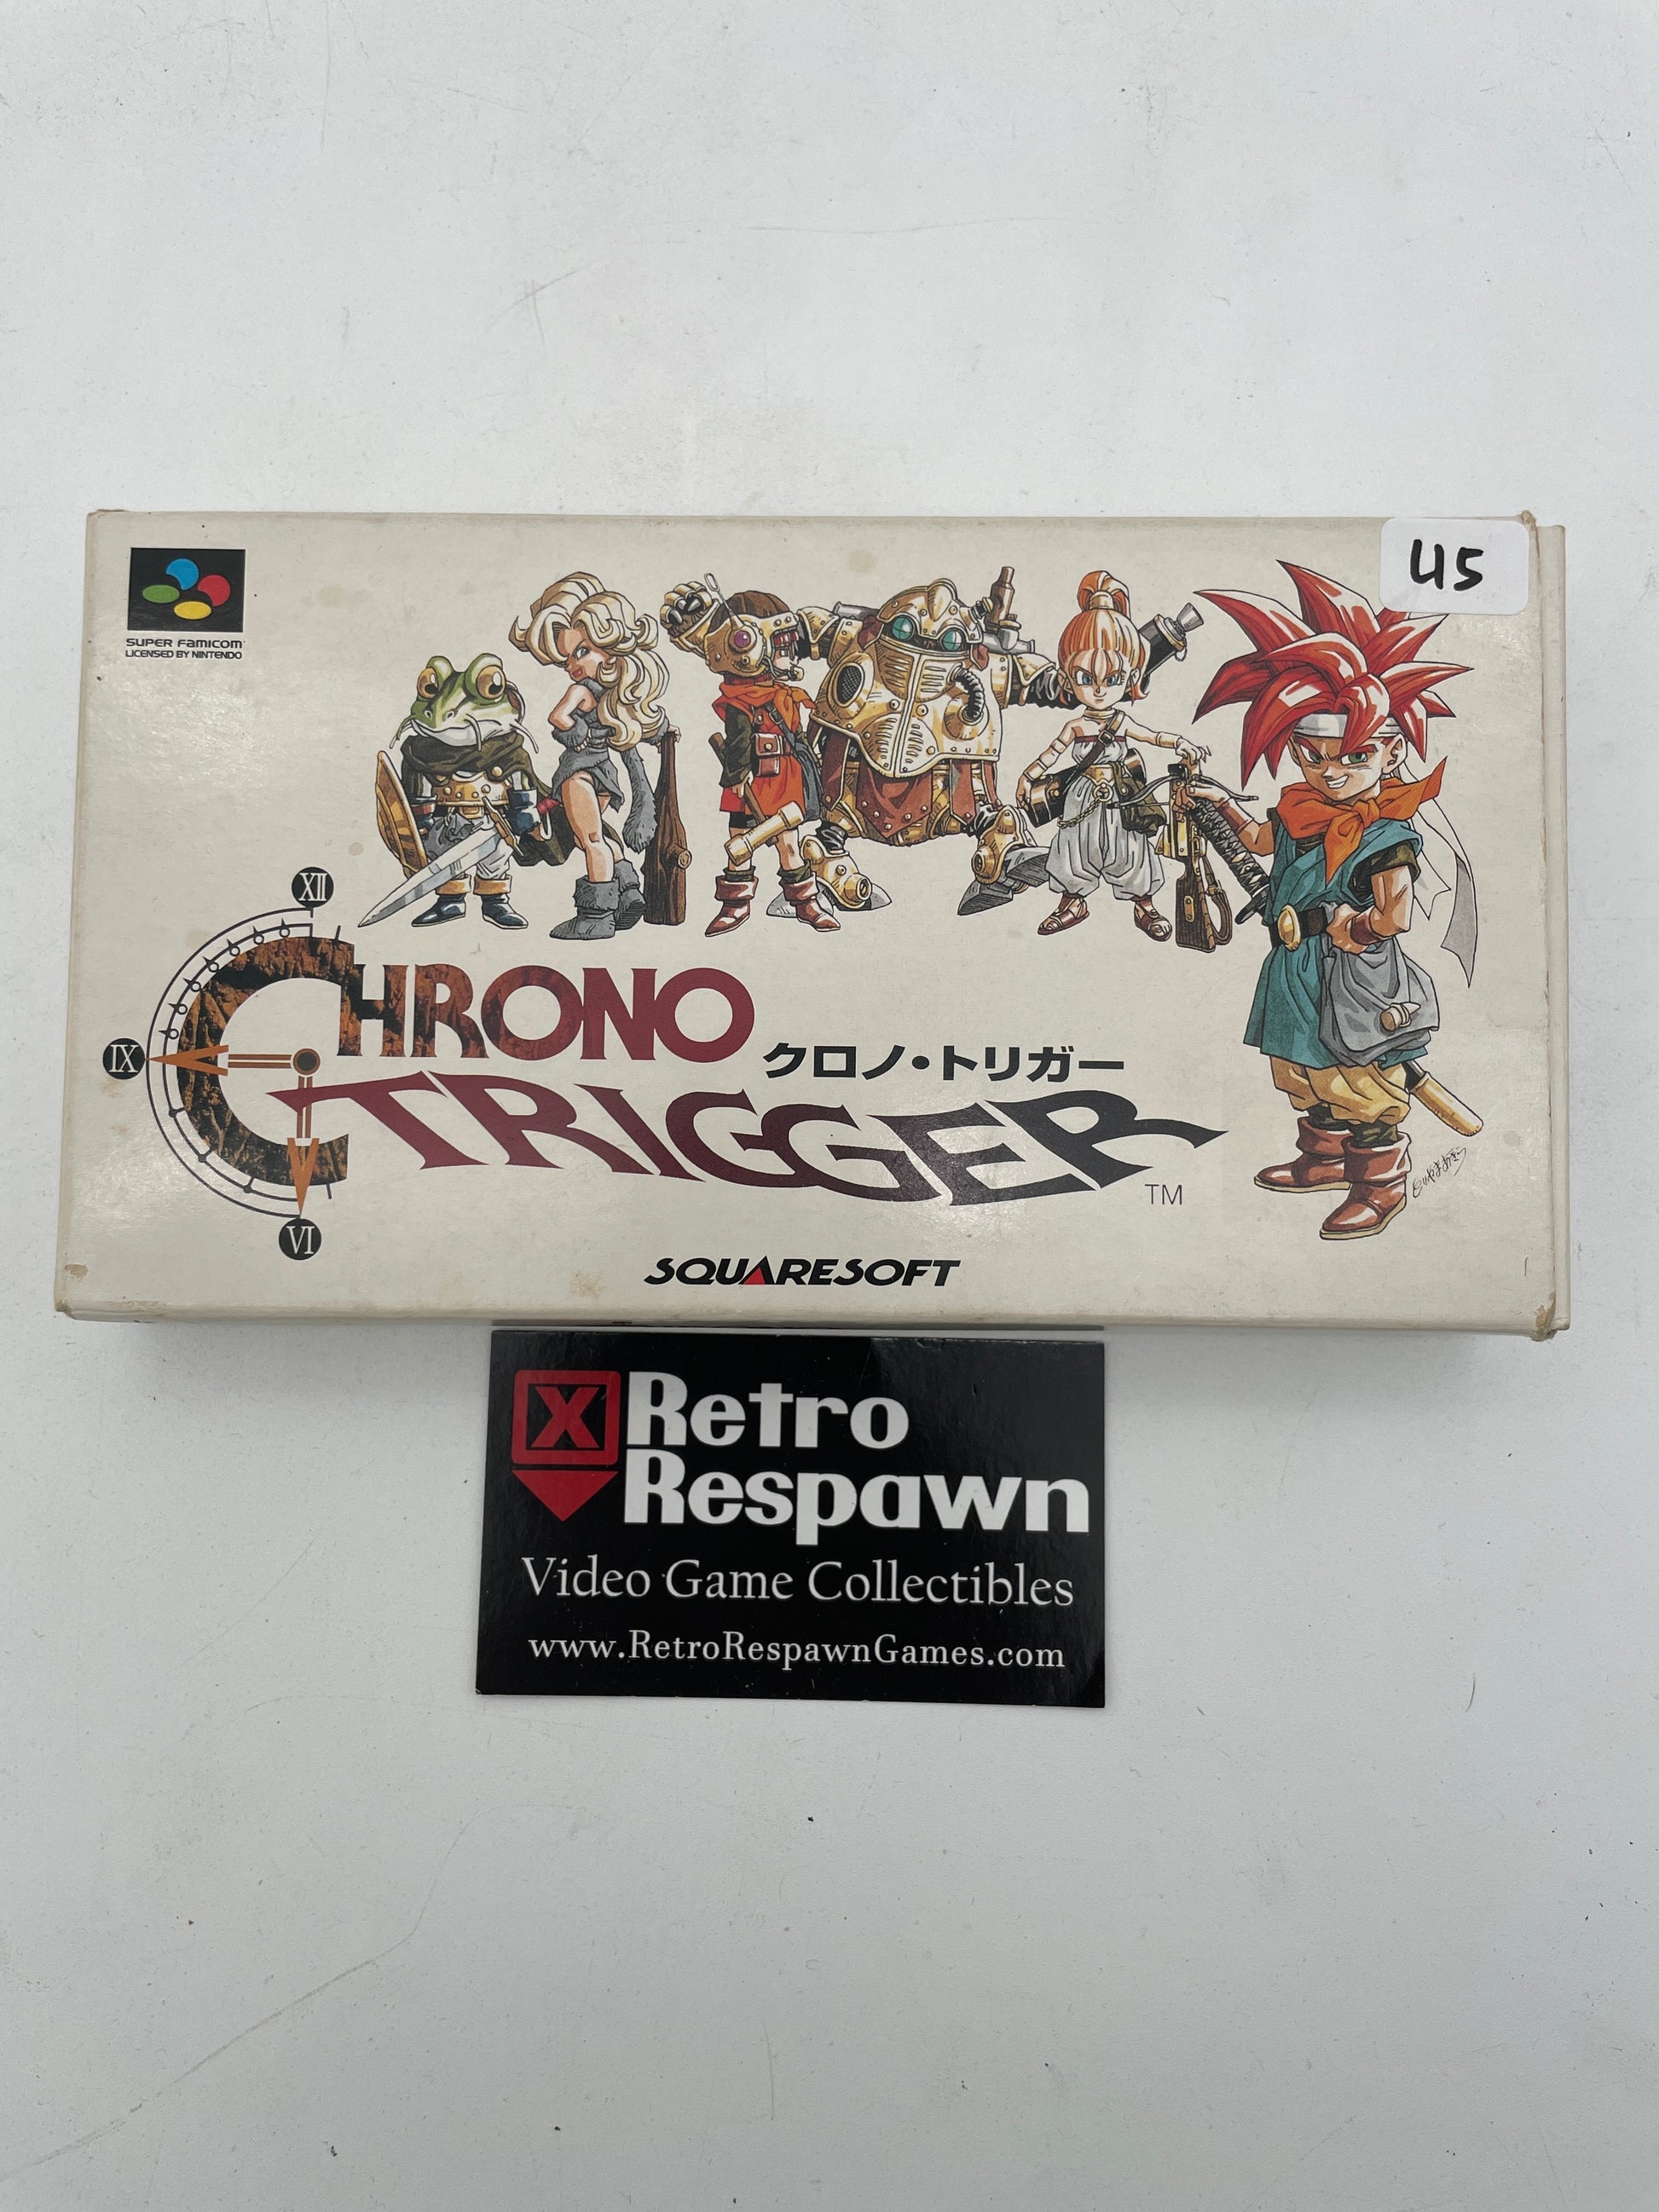 U5
SUPER FAMICOM
LICENSED BY NINTENDO
XII
IX
VI
CHRONO
クロノ・トリガー
TRIGGER
TM
SQUARESOFT
X Retro
Respawn
Video Game Collectibles
www.RetroRespawnGames.com